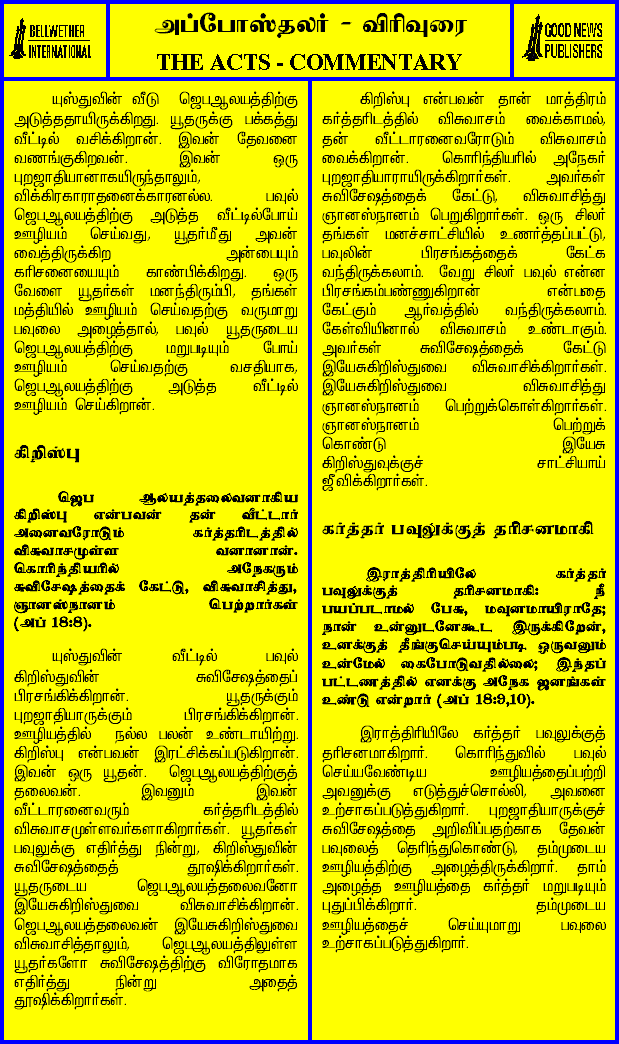 BELLWETHER
INTERNATIONAL
அப்போஸ்தலர் - விரிவுரை
THE ACTS - COMMENTARY
GOOD NEWS
PUBLISHERS
யுஸ்துவின் வீடு ஜெபஆலயத்திற்கு
அடுத்ததாயிருக்கிறது. யூதருக்கு பக்கத்து
வீட்டில் வசிக்கிறான். இவன் தேவனை
வணங்குகிறவன். இவன் ஒரு
புறஜாதியானாகயிருந்தாலும்,
விக்கிரகாராதனைக்காரனல்ல. பவுல்
ஜெபஆலயத்திற்கு அடுத்த வீட்டில்போய்
ஊழியம் செய்வது, யூதர்மீது அவன்
வைத்திருக்கிற அன்பையும்
கரிசனையையும் காண்பிக்கிறது. ஒரு
வேளை யூதர்கள் மனந்திரும்பி, தங்கள்
மத்தியில் ஊழியம் செய்வதற்கு வருமாறு
பவுலை அழைத்தால், பவுல் யூதருடைய
ஜெபஆலயத்திற்கு மறுபடியும் போய்
ஊழியம் செய்வதற்கு வசதியாக,
ஜெபஆலயத்திற்கு அடுத்த வீட்டில்
ஊழியம் செய்கிறான்.
கிறிஸ்பு
ஜெப ஆலயத்தலைவனாகிய
கிறிஸ்பு என்பவன் தன் வீட்டார்
அனைவரோடும் கர்த்தரிடத்தில்
விசுவாசமுள்ள வனானான்.
கொரிந்தியரில் அநேகரும்
சுவிசேஷத்தைக் கேட்டு, விசுவாசித்து,
ஞானஸ்நானம் பெற்றார்கள்
(அப் 18:8).
யுஸ்துவின் வீட்டில் பவுல்
கிறிஸ்துவின் சுவிசேஷத்தைப்
பிரசங்கிக்கிறான். யூதருக்கும்
புறஜாதியாருக்கும் பிரசங்கிக்கிறான்.
ஊழியத்தில் நல்ல பலன் உண்டாயிற்று.
கிறிஸ்பு என்பவன் இரட்சிக்கப்படுகிறான்.
இவன் ஒரு யூதன். ஜெபஆலயத்திற்குத்
தலைவன். இவனும் இவன்
வீட்டாரனைவரும் கர்த்தரிடத்தில்
விசுவாசமுள்ளவர்களாகிறார்கள். யூதர்கள்
பவுலுக்கு எதிர்த்து நின்று, கிறிஸ்துவின்
சுவிசேஷத்தைத் தூஷிக்கிறார்கள்.
யூதருடைய ஜெபஆலயத்தலைவனோ
இயேசுகிறிஸ்துவை விசுவாசிக்கிறான்.
ஜெபஆலயத்தலைவன் இயேசுகிறிஸ்துவை
விசுவாசித்தாலும், ஜெபஆலயத்திலுள்ள
யூதர்களோ சுவிசேஷத்திற்கு விரோதமாக
எதிர்த்து நின்று அதைத்
தூஷிக்கிறார்கள்.
கிறிஸ்பு என்பவன் தான் மாத்திரம்
கர்த்தரிடத்தில் விசுவாசம் வைக்காமல்,
தன் வீட்டாரனைவரோடும் விசுவாசம்
வைக்கிறான். கொரிந்தியரில் அநேகர்
புறஜாதியாராயிருக்கிறார்கள். அவர்கள்
சுவிசேஷத்தைக் கேட்டு, விசுவாசித்து
ஞானஸ்நானம் பெறுகிறார்கள். ஒரு சிலர்
தங்கள் மனச்சாட்சியில் உணர்த்தப்பட்டு,
பவுலின் பிரசங்கத்தைக் கேட்க
வந்திருக்கலாம். வேறு சிலர் பவுல் என்ன
பிரசங்கம்பண்ணுகிறான் என்பதை
கேட்கும் ஆர்வத்தில் வந்திருக்கலாம்.
கேள்வியினால் விசுவாசம் உண்டாகும்.
அவர்கள் சுவிசேஷத்தைக் கேட்டு
இயேசுகிறிஸ்துவை விசுவாசிக்கிறார்கள்.
இயேசுகிறிஸ்துவை விசுவாசித்து
ஞானஸ்நானம் பெற்றுக்கொள்கிறார்கள்.
ஞானஸ்நானம் பெற்றுக்
கொண்டு இயேசு
கிறிஸ்துவுக்குச் சாட்சியாய்
ஜீவிக்கிறார்கள்.
கர்த்தர் பவுலுக்குத் தரிசனமாகி
இராத்திரியிலே கர்த்தர்
பவுலுக்குத் தரிசனமாகி: நீ
பயப்படாமல் பேசு, மவுனமாயிராதே;
நான் உன்னுடனேகூட இருக்கிறேன்,
உனக்குத் தீங்குசெய்யும்படி ஒருவனும்
உன்மேல் கைபோடுவதில்லை; இந்தப்
பட்டணத்தில் எனக்கு அநேக ஜனங்கள்
உண்டு என்றார் (அப் 18:9,10).
இராத்திரியிலே கர்த்தர் பவுலுக்குத்
தரிசனமாகிறார். கொரிந்துவில் பவுல்
செய்யவேண்டிய ஊழியத்தைப்பற்றி
அவனுக்கு எடுத்துச்சொல்லி, அவனை
உற்சாகப்படுத்துகிறார். புறஜாதியாருக்குச்
சுவிசேஷத்தை அறிவிப்பதற்காக தேவன்
பவுலைத் தெரிந்துகொண்டு, தம்முடைய
ஊழியத்திற்கு அழைத்திருக்கிறார். தாம்
அழைத்த ஊழியத்தை கர்த்தர் மறுபடியும்
புதுப்பிக்கிறார். தம்முடைய
ஊழியத்தைச் செய்யுமாறு பவுலை
உற்சாகப்படுத்துகிறார்.